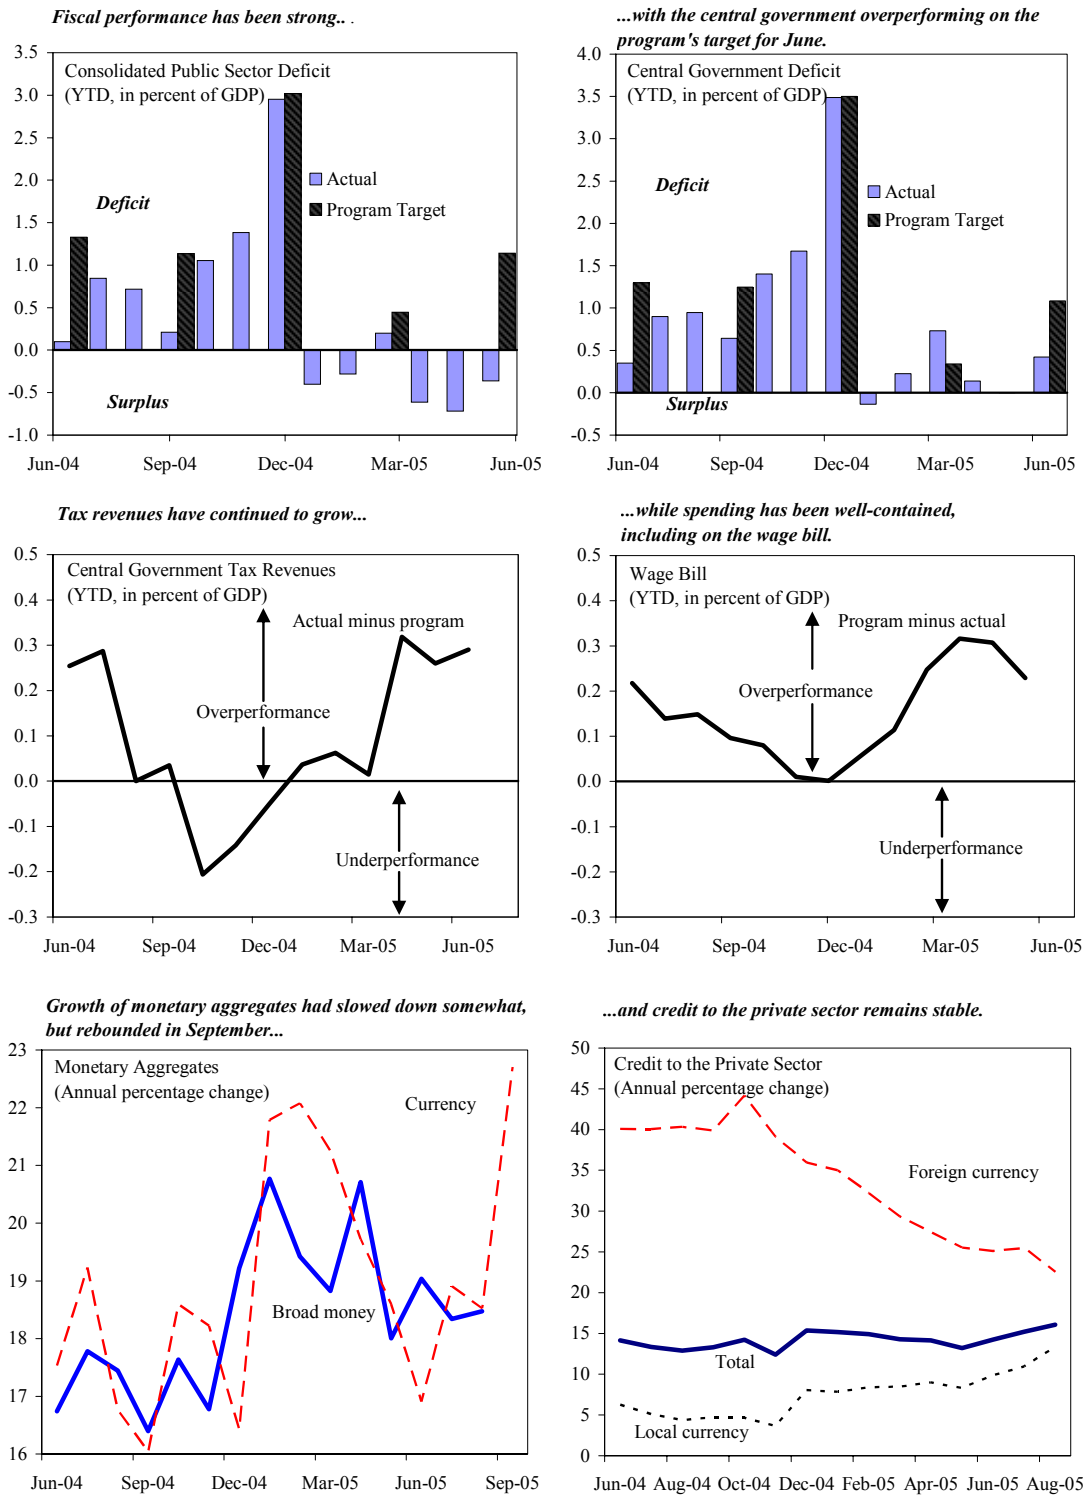 Fiscal performance has been strong.. .
3.5
3.0
2.5
2.0
1.5
1.0
0.5
0.0
-0.5
-1.0
Consolidated Public Sector Deficit
(YTD, in percent of GDP)
Actual
Program Target
Deficit
Surplus
Jun-04 Sep-04 Dec-04 Mar-05 Jun-05
...with the central government overperforming on the
program's target for June.
4.0
3.5
3.0
2.5
2.0
1.5
1.0
0.5
0.0
-0.5
Central Government Deficit
(YTD, in percent of GDP)
Deficit
Actual
Program Target
Surplus
Jun-04 Sep-04 Dec-04 Mar-05 Jun-05
Tax revenues have continued to grow...
0.5
0.4
0.3
0.2
0.1
0.0
-0.1
-0.2
-0.3
Central Government Tax Revenues
(YTD, in percent of GDP)
Actual minus program
Overperformance
Underperformance
Jun-04 Sep-04 Dec-04 Mar-05 Jun-05
...while spending has been well-contained,
including on the wage bill.
0.5
0.4
0.3
0.2
0.1
0.0
-0.1
-0.2
-0.3
Wage Bill
(YTD, in percent of GDP)
Program minus actual
Overperformance
Underperformance
Jun-04 Sep-04 Dec-04 Mar-05 Jun-05
Growth of monetary aggregates had slowed down somewhat,
but rebounded in September...
23
22
21
20
19
18
17
16
Monetary Aggregates
(Annual percentage change)
Currency
Broad money
Jun-04 Sep-04 Dec-04 Mar-05 Jun-05 Sep-05
...and credit to the private sector remains stable.
50
45
40
35
30
25
20
15
10
5
0
Credit to the Private Sector
(Annual percentage change)
Foreign currency
Total
Local currency
Jun-04 Aug-04 Oct-04 Dec-04 Feb-05 Apr-05 Jun-05 Aug-05